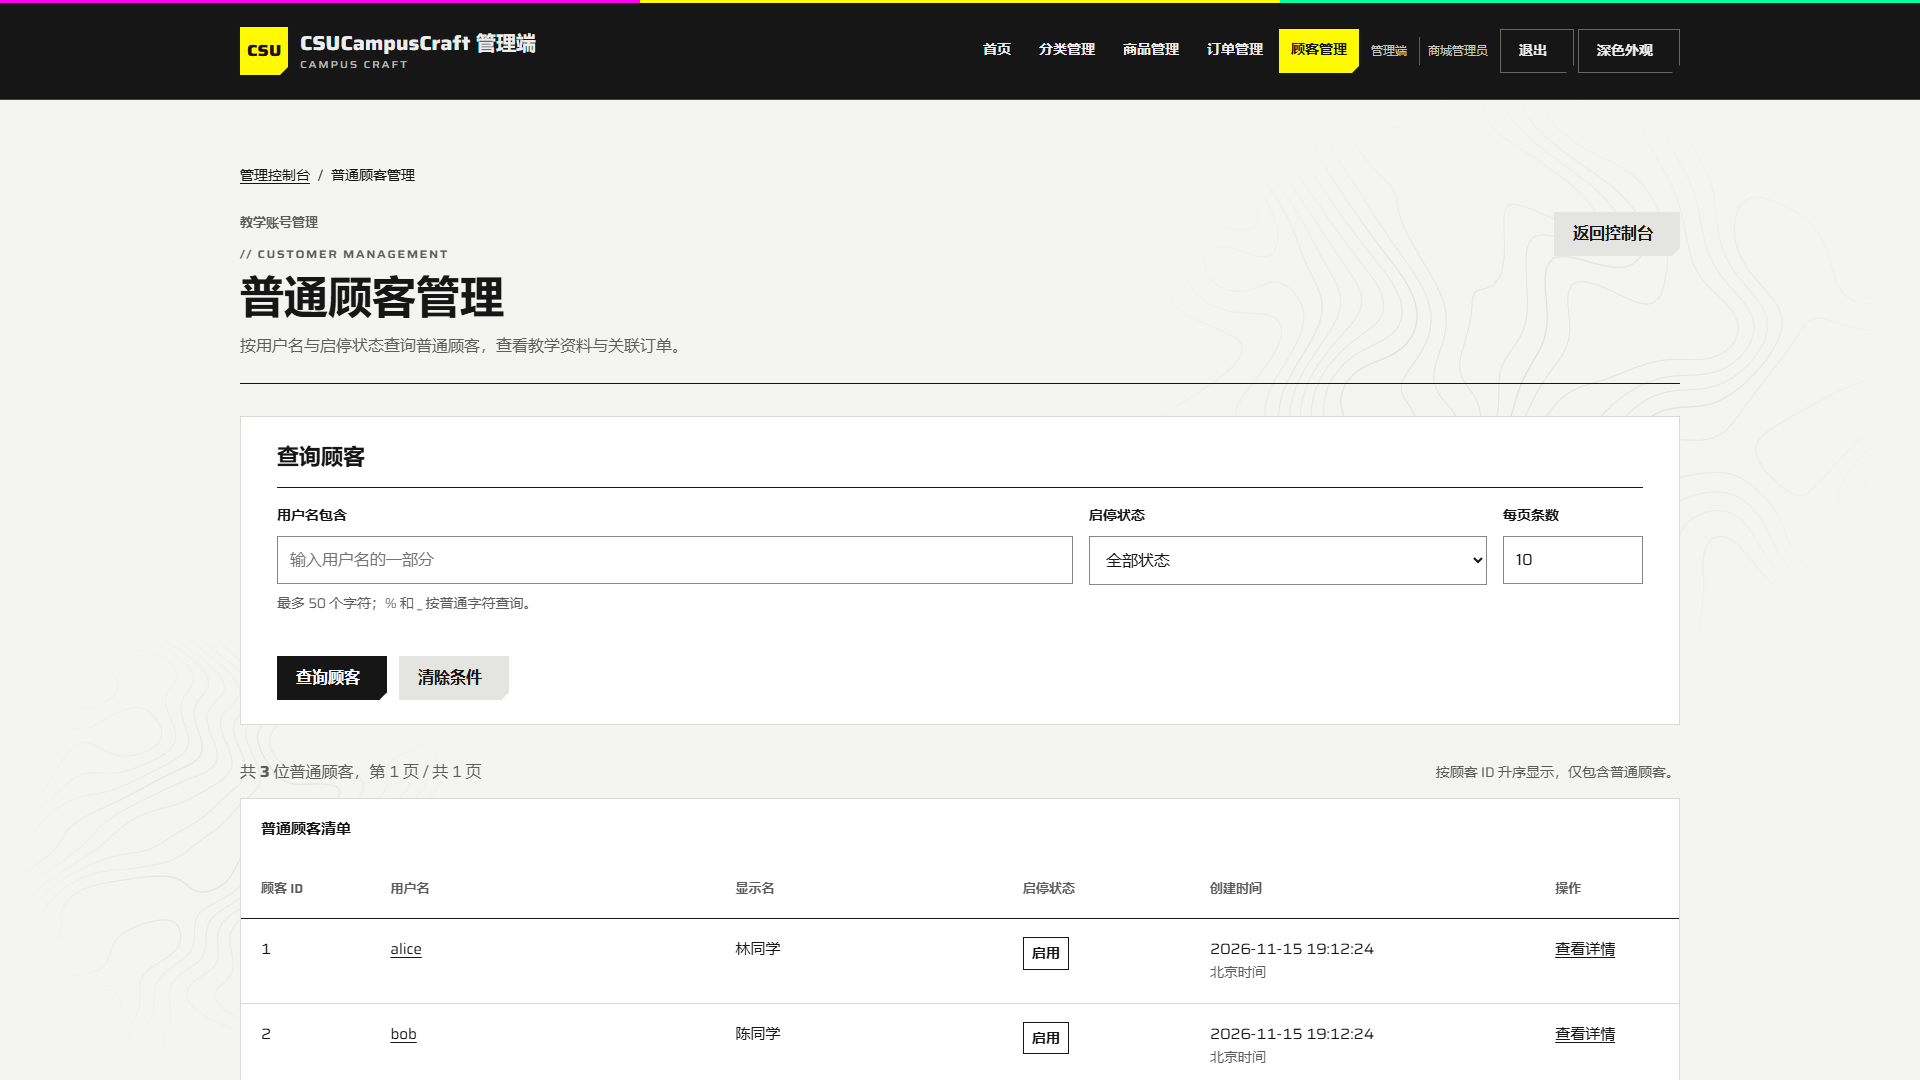 CSU
CSUCampusCraft 管理端
CAMPUS CRAFT
首页
分类管理
商品管理
订单管理
顾客管理
管理端
商城管理员
退出
深色外观
管理控制台 / 普通顾客管理
教学账号管理
// CUSTOMER MANAGEMENT
普通顾客管理
按用户名与启停状态查询普通顾客，查看教学资料与关联订单。
返回控制台
查询顾客
用户名包含
启停状态
每页条数
输入用户名的一部分
全部状态
10
最多 50 个字符；% 和 _ 按普通字符查询。
查询顾客
清除条件
共 3 位普通顾客，第 1 页 / 共 1 页
按顾客 ID 升序显示，仅包含普通顾客。
普通顾客清单
顾客 ID 用户名 显示名 启停状态 创建时间 操作
1 alice 林同学 启用 2026-11-15 19:12:24 查看详情
北京时间
2 bob 陈同学 启用 2026-11-15 19:12:24 查看详情
北京时间